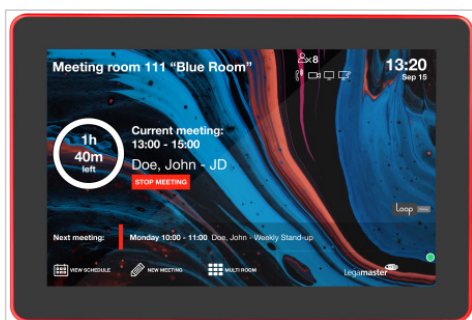 Meeting room 111 “Blue Room”
x8
13:20
Sep 15
1h
40m
left
Current meeting:
13:00 - 15:00
Doe, John - JD
STOP MEETING
Loop
Next meeting:
Monday 10:00 - 11:00 Doe, John - Weekly Stand-up
VIEW SCHEDULE
NEW MEETING
MULTI ROOM
Legamaster